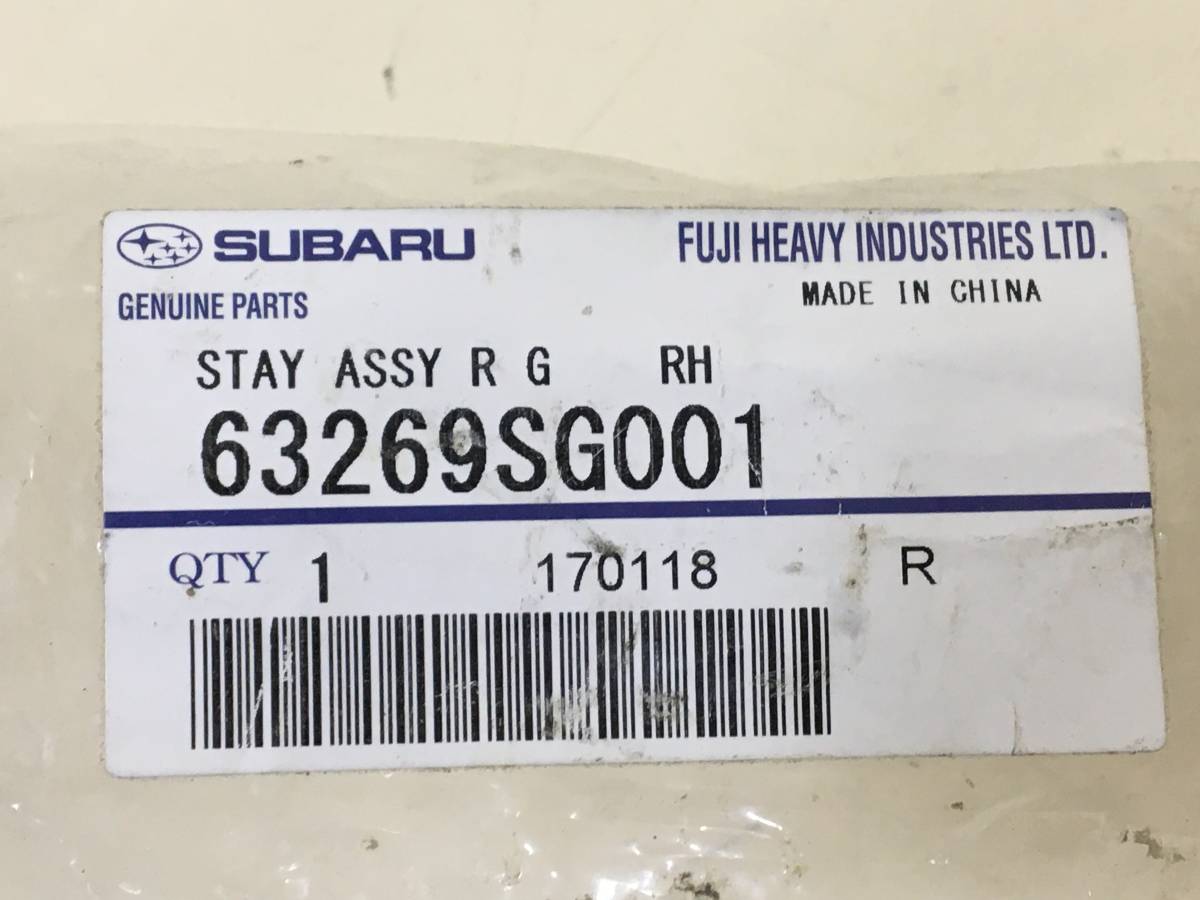 SUBARU FUJI HEAVY INDUSTRIES LTD.
GENUINE PARTS MADE IN CHINA
STAY ASSY R G RH
63269SG001
QTY 1 170118 R